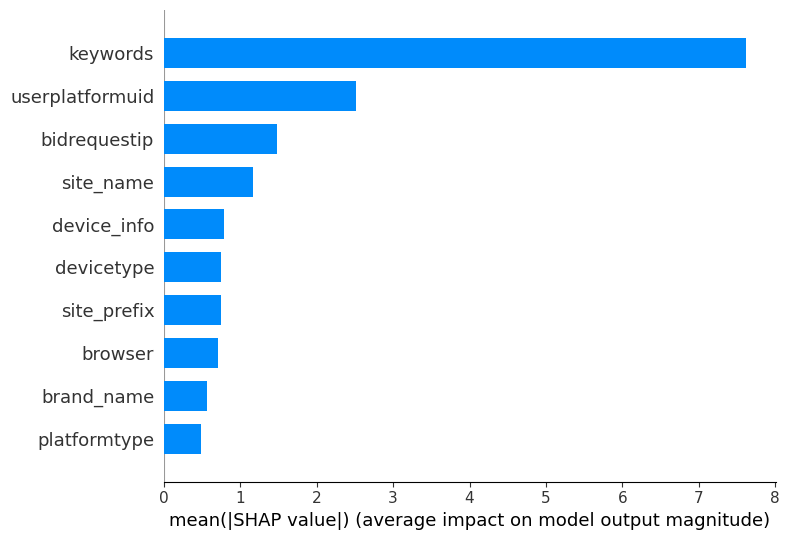 keywords
userplatformuid
bidrequestip
site_name
device_info
devicetype
site_prefix
browser
brand_name
platformtype
0 1 2 3 4 5 6 7 8
mean(|SHAP value|) (average impact on model output magnitude)